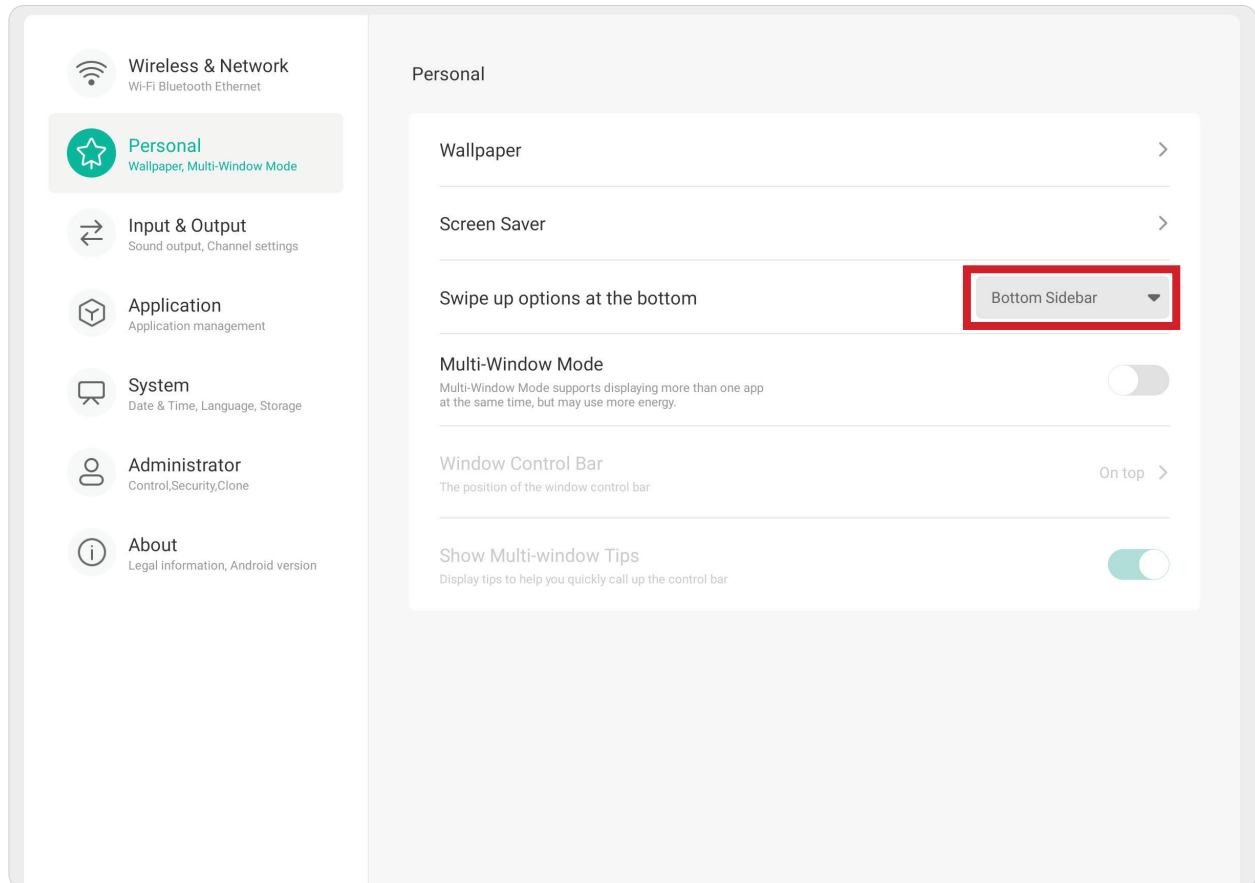 Wireless & Network
Wi-Fi Bluetooth Ethernet
Personal
Wallpaper, Multi-Window Mode
Input & Output
Sound output, Channel settings
Application
Application management
System
Date & Time, Language, Storage
Administrator
Control,Security,Clone
About
Legal information, Android version
Personal
Wallpaper
Screen Saver
Swipe up options at the bottom
Bottom Sidebar
Multi-Window Mode
Multi-Window Mode supports displaying more than one app
at the same time, but may use more energy.
Window Control Bar
The position of the window control bar
On top
Show Multi-window Tips
Display tips to help you quickly call up the control bar